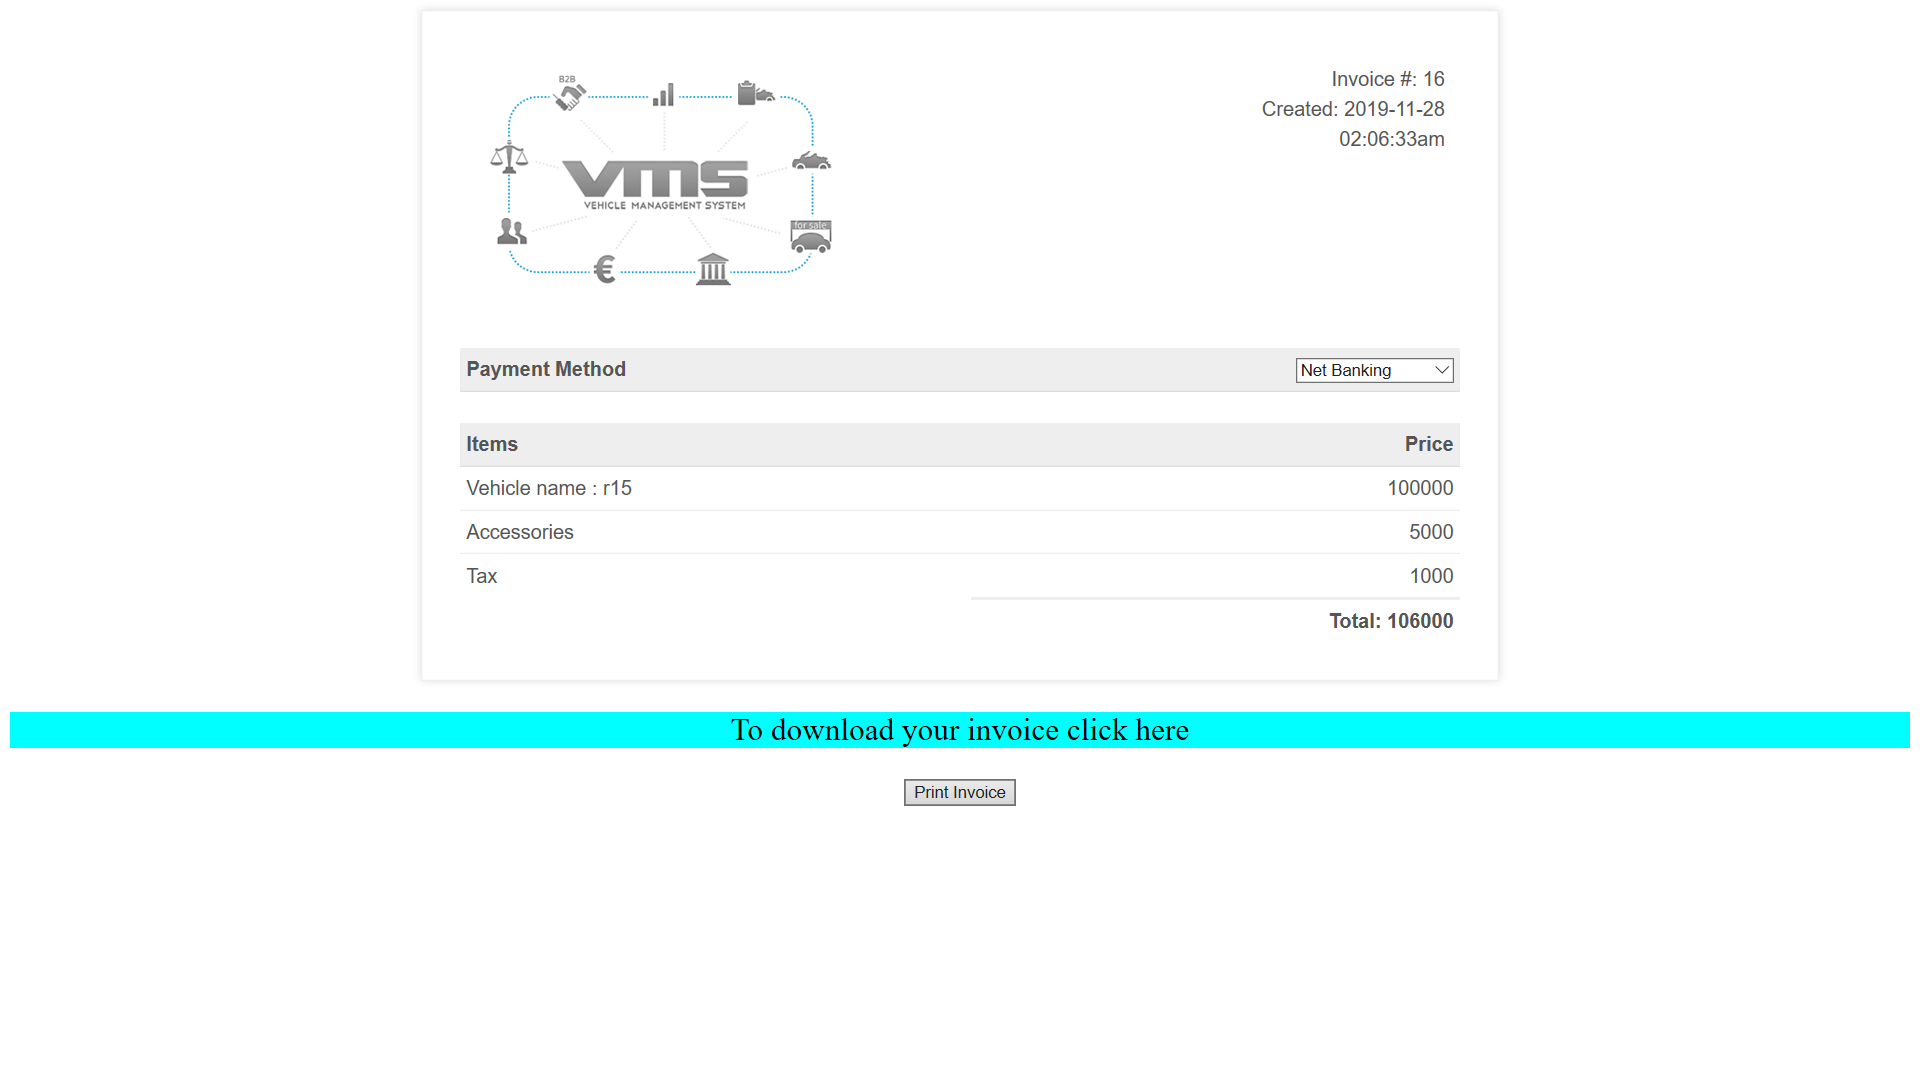 B2B
VMS
VEHICLE MANAGEMENT SYSTEM
for sale
€
Invoice #: 16
Created: 2019-11-28
02:06:33am
Payment Method Net Banking
Items Price
Vehicle name : r15 100000
Accessories 5000
Tax 1000
Total: 106000
To download your invoice click here
Print Invoice